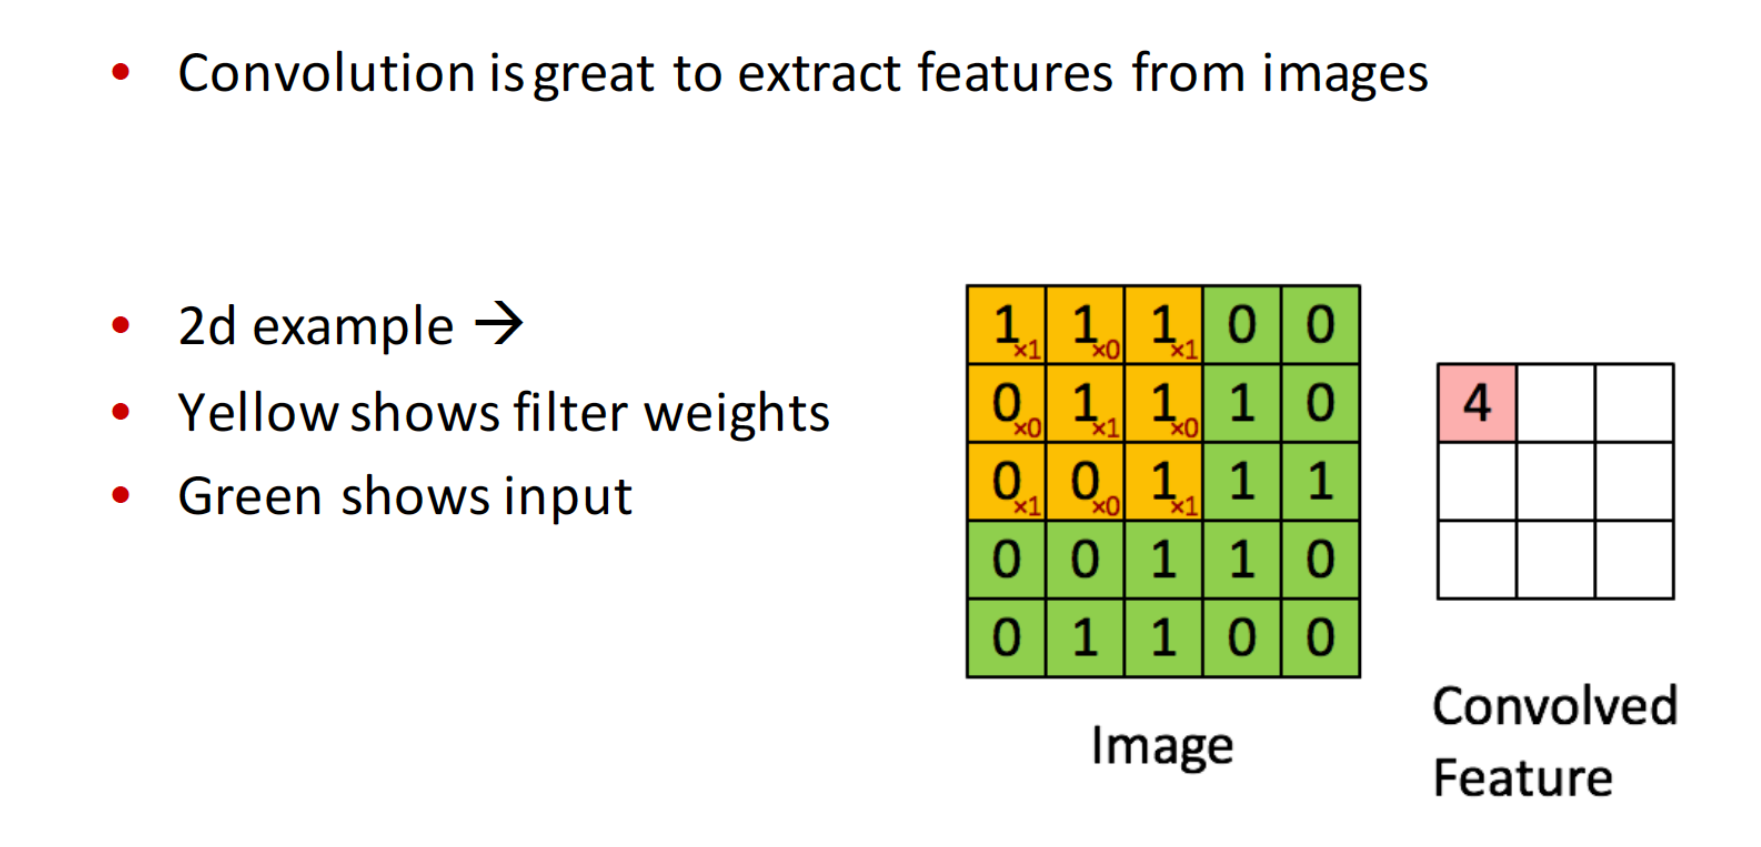 • Convolution is great to extract features from images
• 2d example →
• Yellow shows filter weights
• Green shows input
1×1 1×0 1×1 0 0
0×0 1×1 1×0 1 0
0×1 0×0 1×1 1 1
0 0 1 1 0
0 1 1 0 0
Image
4
Convolved
Feature